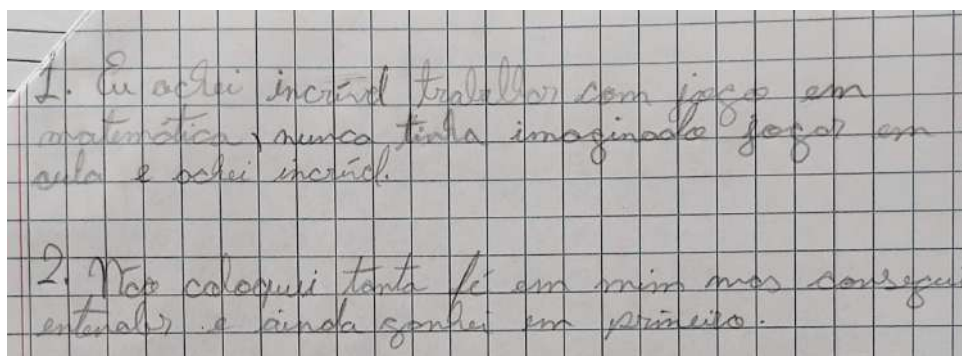 1. Eu achei incrível trabalhar com jogo em
matemática, nunca tinha imaginado jogar em
aula e achei incrível.
2. Não coloquei tanta fé em mim mas consegui
entender e ainda ganhei em primeiro.